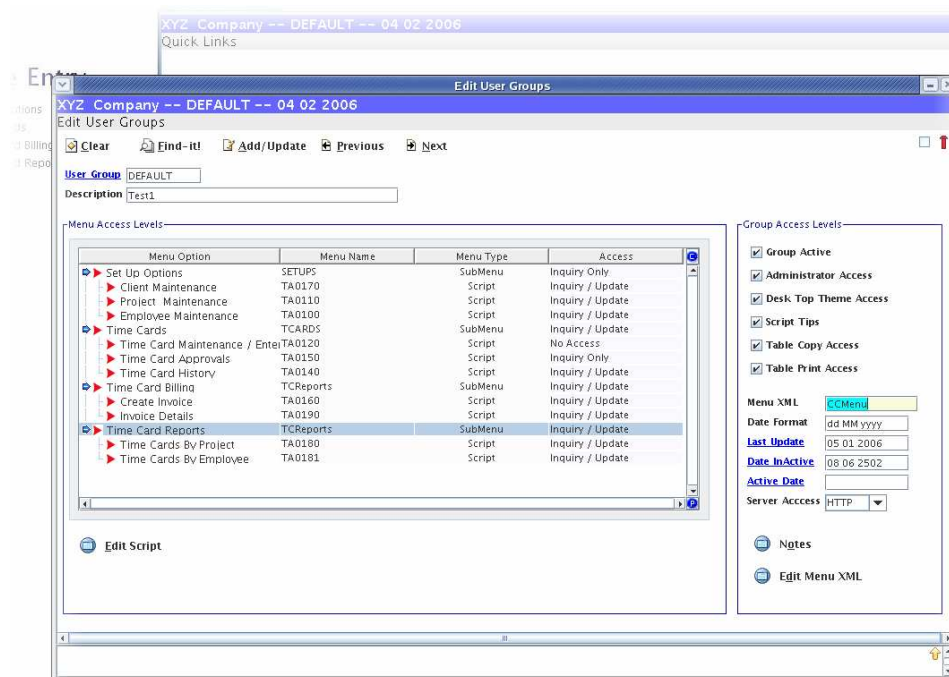 XYZ Company -- DEFAULT -- 04 02 2006
Quick Links
Edit User Groups
XYZ Company -- DEFAULT -- 04 02 2006
Edit User Groups
Clear Find-it! Add/Update Previous Next
User Group DEFAULT
Description Test1
Menu Access Levels
Menu Option Menu Name Menu Type Access
Set Up Options SETUPS SubMenu Inquiry Only
Client Maintenance TA0170 Script Inquiry / Update
Project Maintenance TA0110 Script Inquiry / Update
Employee Maintenance TA0100 Script Inquiry / Update
Time Cards TCARDS SubMenu Inquiry / Update
Time Card Maintenance / Enter TA0120 Script No Access
Time Card Approvals TA0150 Script Inquiry Only
Time Card History TA0140 Script Inquiry / Update
Time Card Billing TCReports SubMenu Inquiry / Update
Create Invoice TA0160 Script Inquiry / Update
Invoice Details TA0190 Script Inquiry / Update
Time Card Reports TCReports SubMenu Inquiry / Update
Time Cards By Project TA0180 Script Inquiry / Update
Time Cards By Employee TA0181 Script Inquiry / Update
Edit Script
Group Access Levels
Group Active
Administrator Access
Desk Top Theme Access
Script Tips
Table Copy Access
Table Print Access
Menu XML CCMenu
Date Format dd MM yyyy
Last Update 05 01 2006
Date InActive 08 06 2502
Active Date
Server Acccess HTTP
Notes
Edit Menu XML